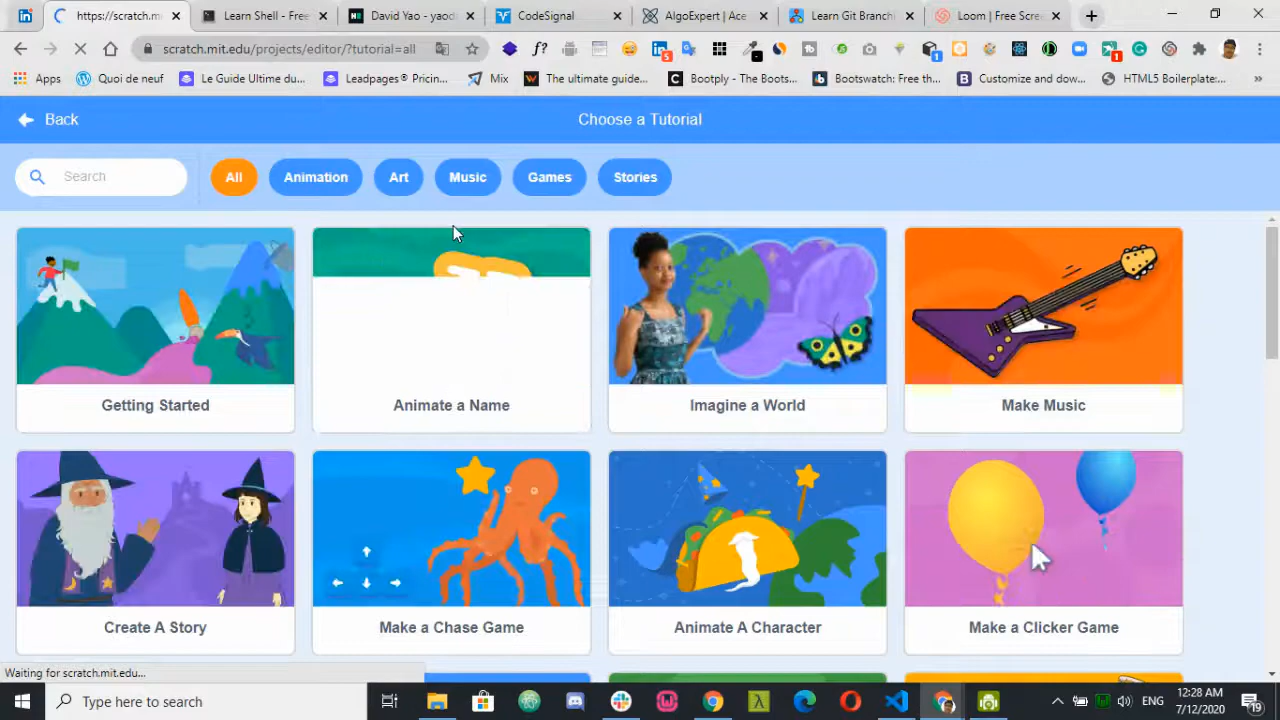 https://scratch.mit.edu/projects Learn Shell - Free David Yao - yaod CodeSignal AlgoExpert | Ace Learn Git Branchi Loom | Free Scre
scratch.mit.edu/projects/editor/?tutorial=all
Apps Quoi de neuf Le Guide Ultime du... Leadpages® Pricin... Mix The ultimate guide... Bootply - The Boots... Bootswatch: Free th... Customize and dow... HTML5 Boilerplate:...
Back Choose a Tutorial
Search All Animation Art Music Games Stories
Getting Started Animate a Name Imagine a World Make Music
Create A Story Make a Chase Game Animate A Character Make a Clicker Game
Waiting for scratch.mit.edu...
Type here to search ENG 12:28 AM
7/12/2020 19